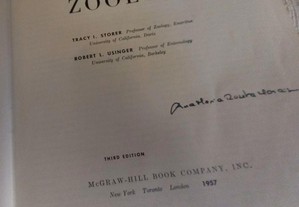 ZOOL
TRACY I. STORER Professor of Zoology, Emeritus
University of California, Davis
ROBERT L. USINGER Professor of Entomology
University of California, Berkeley
THIRD EDITION
McGRAW-HILL BOOK COMPANY, INC.
New York Toronto London 1957